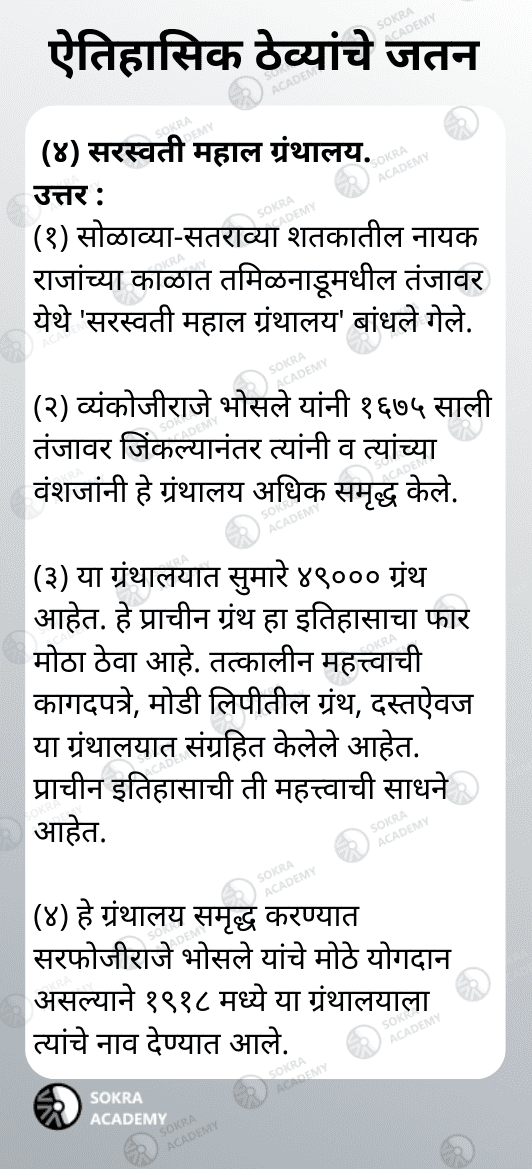 ऐतिहासिक ठेव्यांचे जतन
(४) सरस्वती महाल ग्रंथालय.
उत्तर :
(१) सोळाव्या-सतराव्या शतकातील नायक
राजांच्या काळात तमिळनाडूमधील तंजावर
येथे 'सरस्वती महाल ग्रंथालय' बांधले गेले.
(२) व्यंकोजीराजे भोसले यांनी १६७५ साली
तंजावर जिंकल्यानंतर त्यांनी व त्यांच्या
वंशजांनी हे ग्रंथालय अधिक समृद्ध केले.
(३) या ग्रंथालयात सुमारे ४९००० ग्रंथ
आहेत. हे प्राचीन ग्रंथ हा इतिहासाचा फार
मोठा ठेवा आहे. तत्कालीन महत्त्वाची
कागदपत्रे, मोडी लिपीतील ग्रंथ, दस्तऐवज
या ग्रंथालयात संग्रहित केलेले आहेत.
प्राचीन इतिहासाची ती महत्त्वाची साधने
आहेत.
(४) हे ग्रंथालय समृद्ध करण्यात
सरफोजीराजे भोसले यांचे मोठे योगदान
असल्याने १९१८ मध्ये या ग्रंथालयाला
त्यांचे नाव देण्यात आले.
SOKRA
ACADEMY